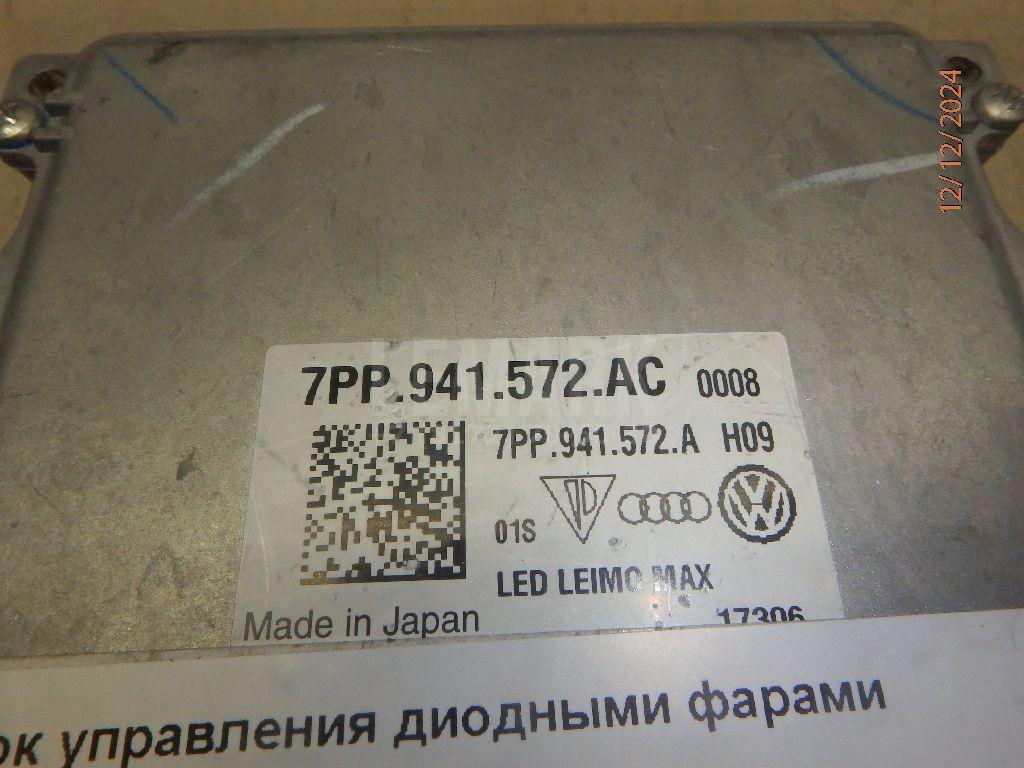 12/12/2024
7PP.941.572.AC 0008
7PP.941.572.A H09
01S
LED LEIMO MAX
Made in Japan 17306
управления диодными фарами